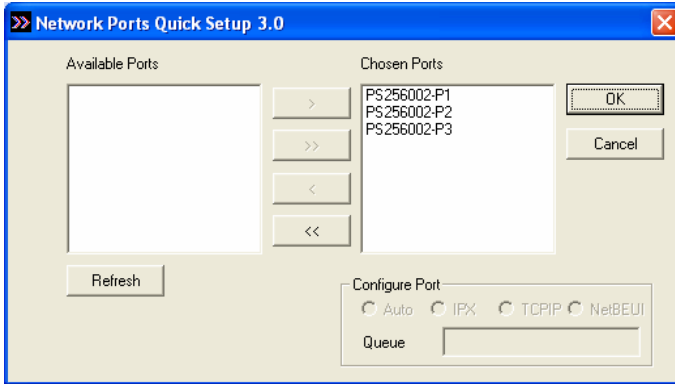 Network Ports Quick Setup 3.0
Available Ports
Chosen Ports
PS256002-P1
PS256002-P2
PS256002-P3
>
>>
<
<<
OK
Cancel
Refresh
Configure Port
Auto IPX TCPIP NetBEUI
Queue